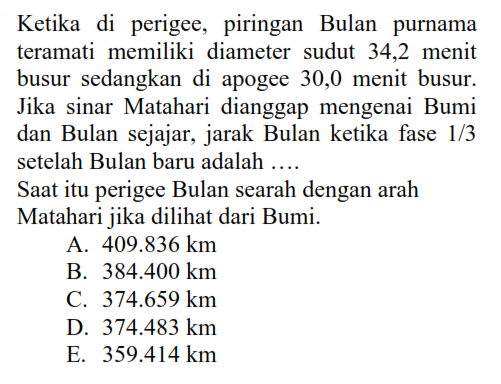 Ketika di perigee, piringan Bulan purnama
teramati memiliki diameter sudut 34,2 menit
busur sedangkan di apogee 30,0 menit busur.
Jika sinar Matahari dianggap mengenai Bumi
dan Bulan sejajar, jarak Bulan ketika fase 1/3
setelah Bulan baru adalah ….
Saat itu perigee Bulan searah dengan arah
Matahari jika dilihat dari Bumi.
A. 409.836 km
B. 384.400 km
C. 374.659 km
D. 374.483 km
E. 359.414 km